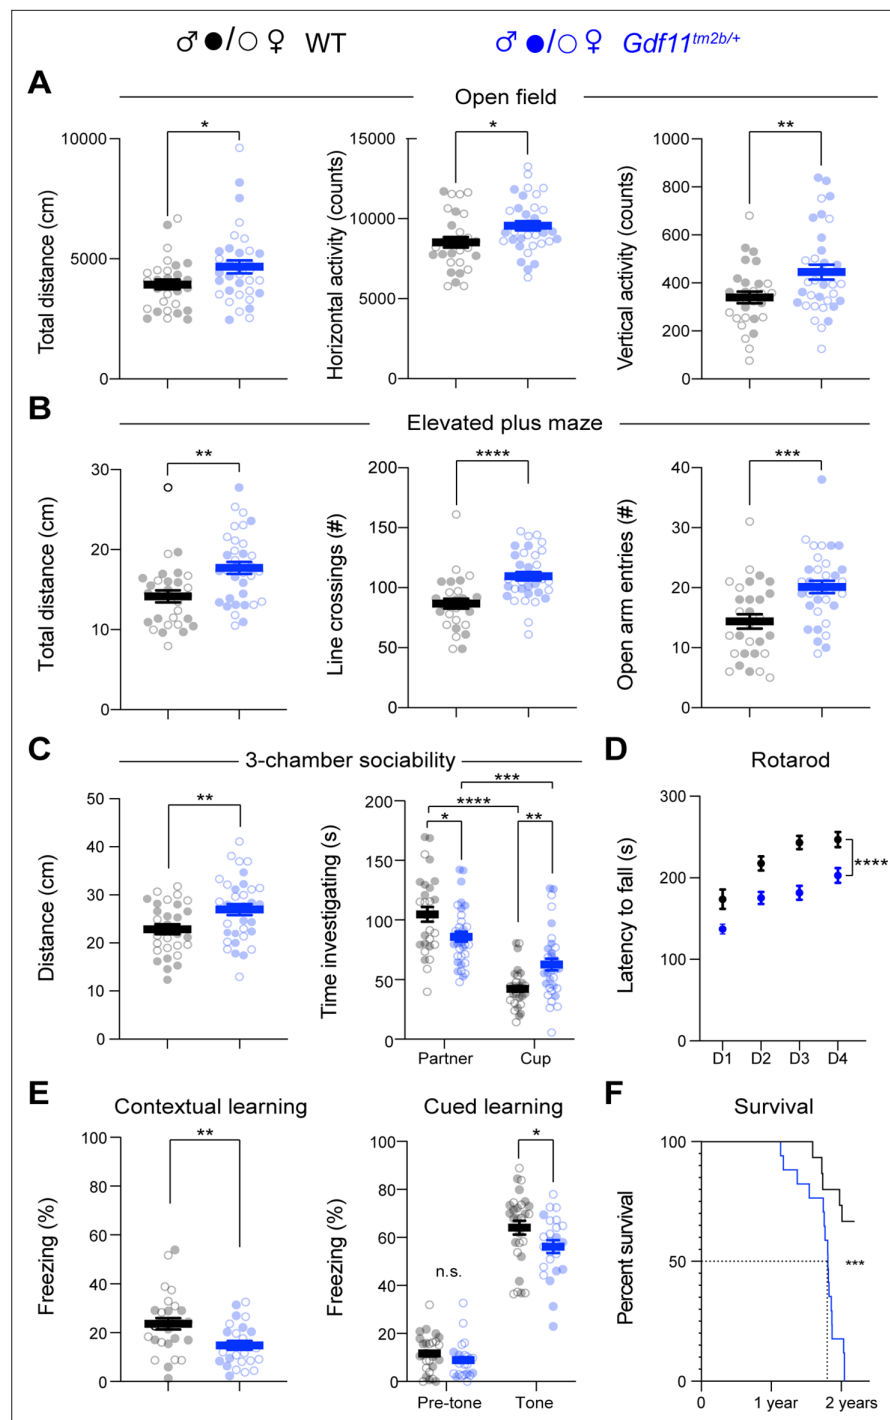 ♂ ●/○ ♀ WT ♂ ●/○ ♀ Gdf11^tm2b/+
A
Open field
Total distance (cm)
10000
5000
0
*
Horizontal activity (counts)
15000
10000
5000
0
*
Vertical activity (counts)
1000
800
600
400
200
0
**
B
Elevated plus maze
Total distance (cm)
30
20
10
0
**
Line crossings (#)
200
150
100
50
0
****
Open arm entries (#)
40
30
20
10
0
***
C
3-chamber sociability
Distance (cm)
50
40
30
20
10
0
**
Time investigating (s)
200
150
100
50
0
***
****
*
**
Partner Cup
D
Rotarod
Latency to fall (s)
300
200
100
0
****
D1 D2 D3 D4
E
Contextual learning
Freezing (%)
100
80
60
40
20
0
**
Cued learning
Freezing (%)
100
80
60
40
20
0
*
n.s.
Pre-tone Tone
F
Survival
Percent survival
100
50
0
***
0 1 year 2 years